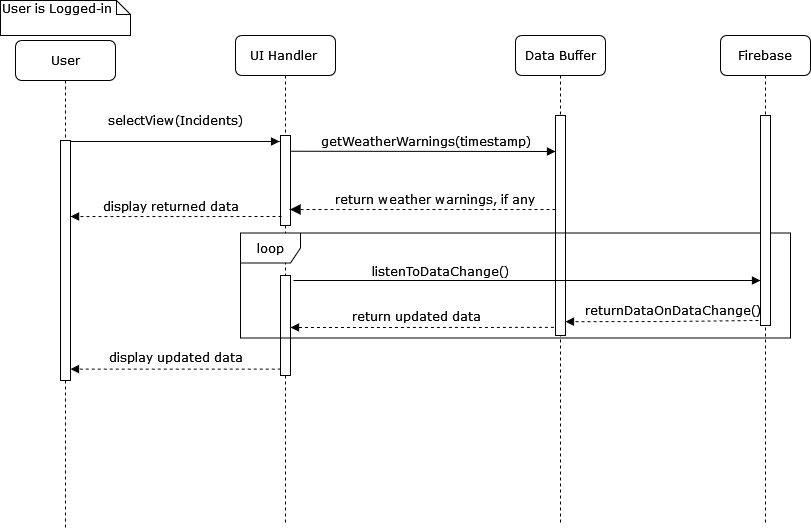 User is Logged-in
User
UI Handler
Data Buffer
Firebase
selectView(Incidents)
getWeatherWarnings(timestamp)
return weather warnings, if any
display returned data
loop
listenToDataChange()
returnDataOnDataChange()
return updated data
display updated data